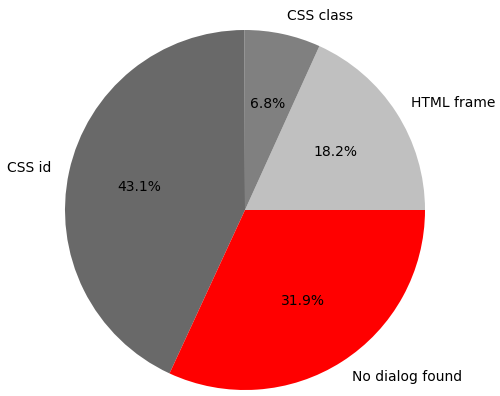 CSS class
6.8%
HTML frame
18.2%
CSS id
43.1%
31.9%
No dialog found